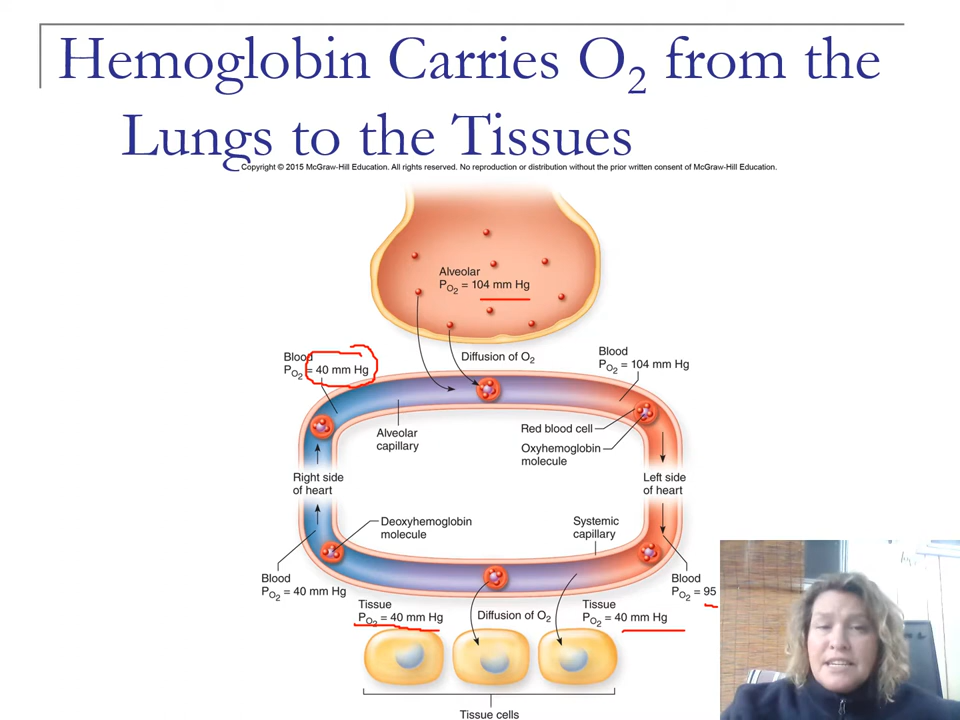 Hemoglobin Carries O₂ from the
Lungs to the Tissues
Copyright © 2015 McGraw-Hill Education. All rights reserved. No reproduction or distribution without the prior written consent of McGraw-Hill Education.
Alveolar
PO₂ = 104 mm Hg
Blood
PO₂ = 40 mm Hg
Diffusion of O₂
Blood
PO₂ = 104 mm Hg
Alveolar
capillary
Red blood cell
Oxyhemoglobin
molecule
Right side
of heart
Left side
of heart
Deoxyhemoglobin
molecule
Systemic
capillary
Blood
PO₂ = 40 mm Hg
Blood
PO₂ = 95
Tissue
PO₂ = 40 mm Hg
Diffusion of O₂
Tissue
PO₂ = 40 mm Hg
Tissue cells